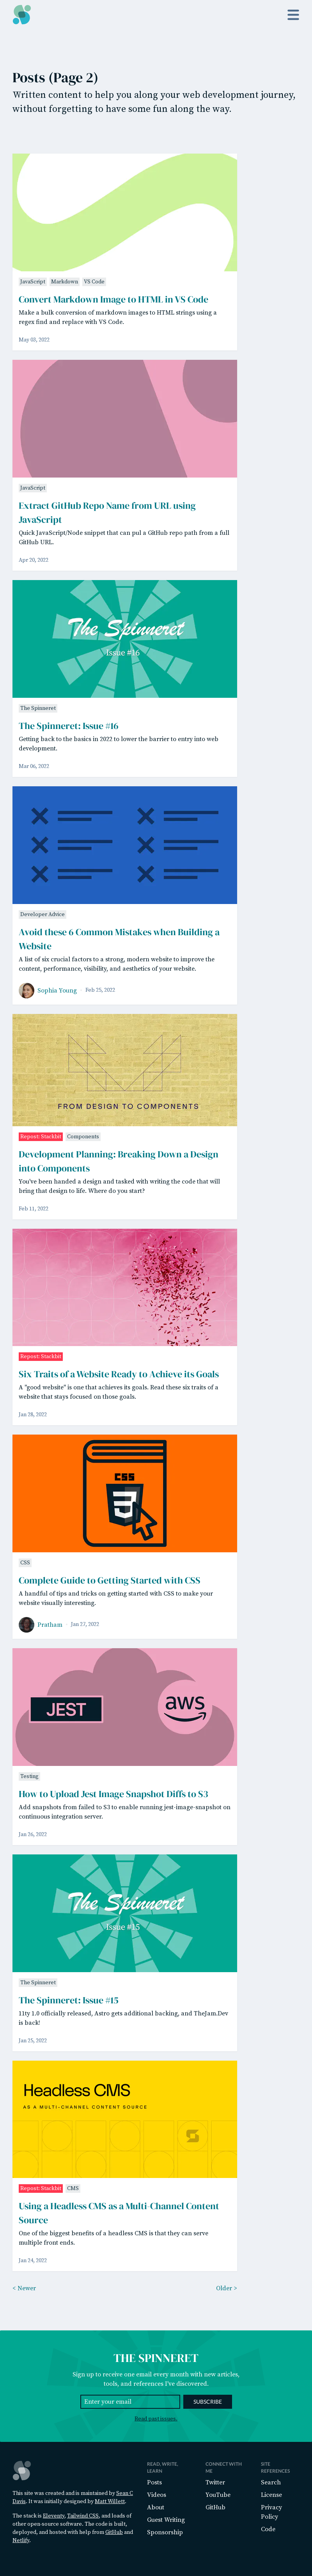 Posts (Page 2)
Written content to help you along your web development journey,
without forgetting to have some fun along the way.
JavaScript Markdown VS Code
Convert Markdown Image to HTML in VS Code
Make a bulk conversion of markdown images to HTML strings using a
regex find and replace with VS Code.
May 03, 2022
JavaScript
Extract GitHub Repo Name from URL using
JavaScript
Quick JavaScript/Node snippet that can pul a GitHub repo path from a full
GitHub URL.
Apr 20, 2022
The Spinneret
Issue #16
The Spinneret
The Spinneret: Issue #16
Getting back to the basics in 2022 to lower the barrier to entry into web
development.
Mar 06, 2022
Developer Advice
Avoid these 6 Common Mistakes when Building a
Website
A list of six crucial factors to a strong, modern website to improve the
content, performance, visibility, and aesthetics of your website.
Sophia Young · Feb 25, 2022
FROM DESIGN TO COMPONENTS
Repost: Stackbit Components
Development Planning: Breaking Down a Design
into Components
You've been handed a design and tasked with writing the code that will
bring that design to life. Where do you start?
Feb 11, 2022
Repost: Stackbit
Six Traits of a Website Ready to Achieve its Goals
A "good website" is one that achieves its goals. Read these six traits of a
website that stays focused on those goals.
Jan 28, 2022
CSS
CSS
Complete Guide to Getting Started with CSS
A handful of tips and tricks on getting started with CSS to make your
website visually interesting.
Pratham · Jan 27, 2022
JEST
aws
Testing
How to Upload Jest Image Snapshot Diffs to S3
Add snapshots from failed to S3 to enable running jest-image-snapshot on
continuous integration server.
Jan 26, 2022
The Spinneret
Issue #15
The Spinneret
The Spinneret: Issue #15
11ty 1.0 officially released, Astro gets additional backing, and TheJam.Dev
is back!
Jan 25, 2022
Headless CMS
AS A MULTI-CHANNEL CONTENT SOURCE
Repost: Stackbit CMS
Using a Headless CMS as a Multi-Channel Content
Source
One of the biggest benefits of a headless CMS is that they can serve
multiple front ends.
Jan 24, 2022
< Newer
Older >
THE SPINNERET
Sign up to receive one email every month with new articles,
tools, and references I've discovered.
Enter your email
SUBSCRIBE
Read past issues.
This site was created and is maintained by Sean C
Davis. It was initially designed by Matt Willett.
The stack is Eleventy, Tailwind CSS, and loads of
other open-source software. The code is built,
deployed, and hosted with help from GitHub and
Netlify.
READ, WRITE,
LEARN
Posts
Videos
About
Guest Writing
Sponsorship
CONNECT WITH
ME
Twitter
YouTube
GitHub
SITE
REFERENCES
Search
License
Privacy
Policy
Code